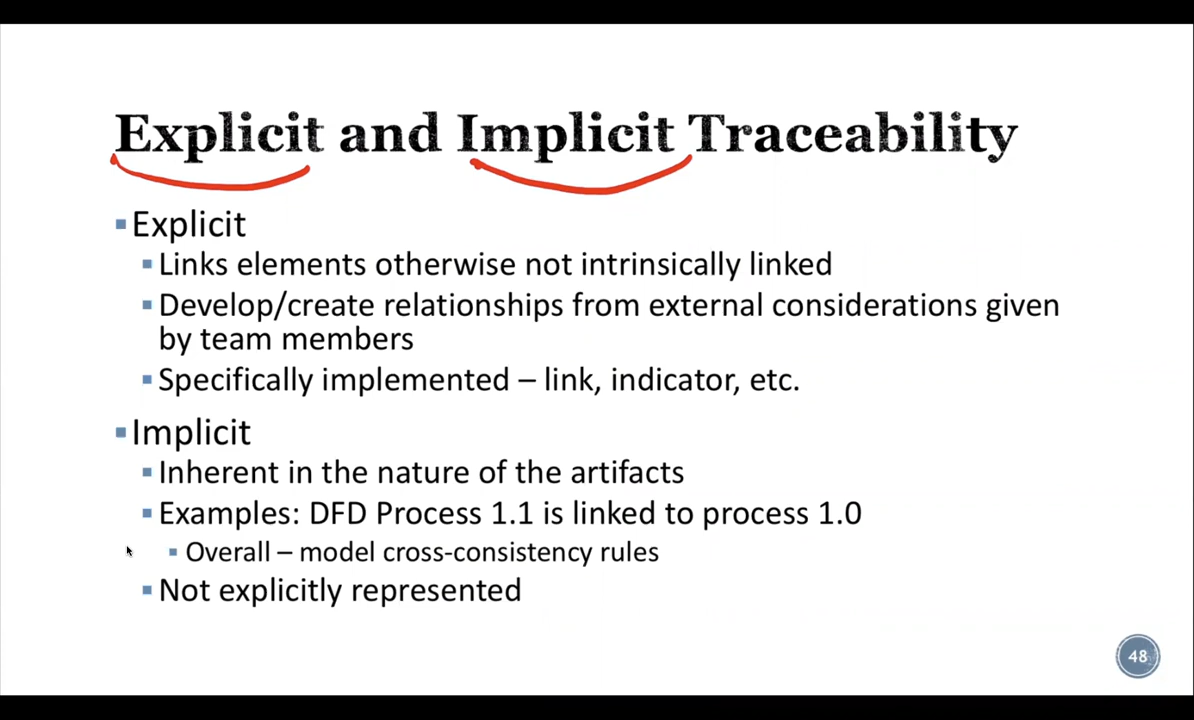 Explicit and Implicit Traceability
Explicit
Links elements otherwise not intrinsically linked
Develop/create relationships from external considerations given
by team members
Specifically implemented – link, indicator, etc.
Implicit
Inherent in the nature of the artifacts
Examples: DFD Process 1.1 is linked to process 1.0
Overall – model cross-consistency rules
Not explicitly represented
48